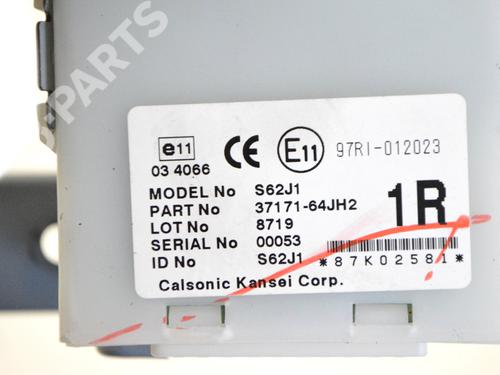 B-PARTS
e11
03 4066
CE
E11
97RI-012023
MODEL No S62J1
PART No 37171-64JH2
LOT No 8719
SERIAL No 00053
ID No S62J1
1R
*87K02581*
Calsonic Kansei Corp.